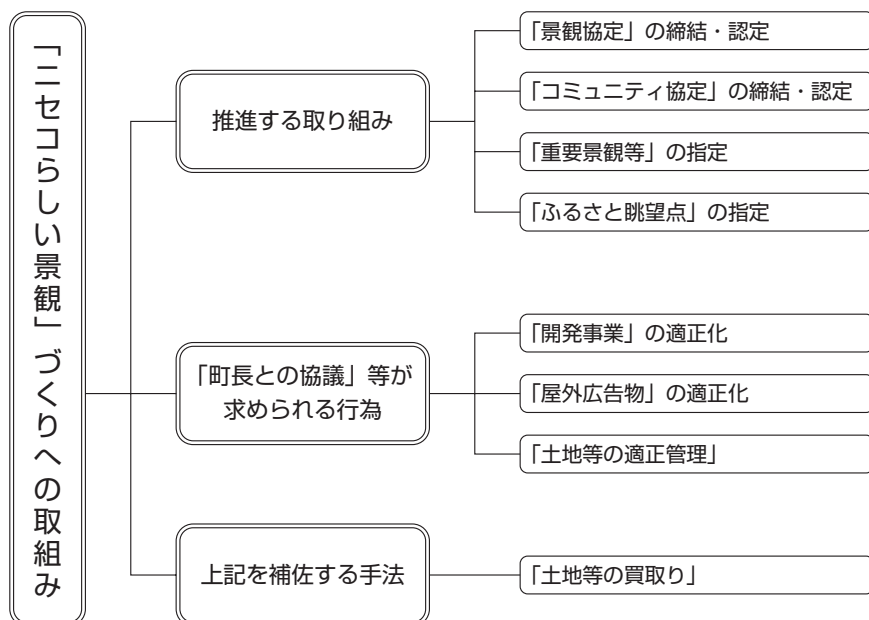 「ニセコらしい景観」づくりへの取組み
推進する取り組み
「景観協定」の締結・認定
「コミュニティ協定」の締結・認定
「重要景観等」の指定
「ふるさと眺望点」の指定
「町長との協議」等が
求められる行為
「開発事業」の適正化
「屋外広告物」の適正化
「土地等の適正管理」
上記を補佐する手法
「土地等の買取り」